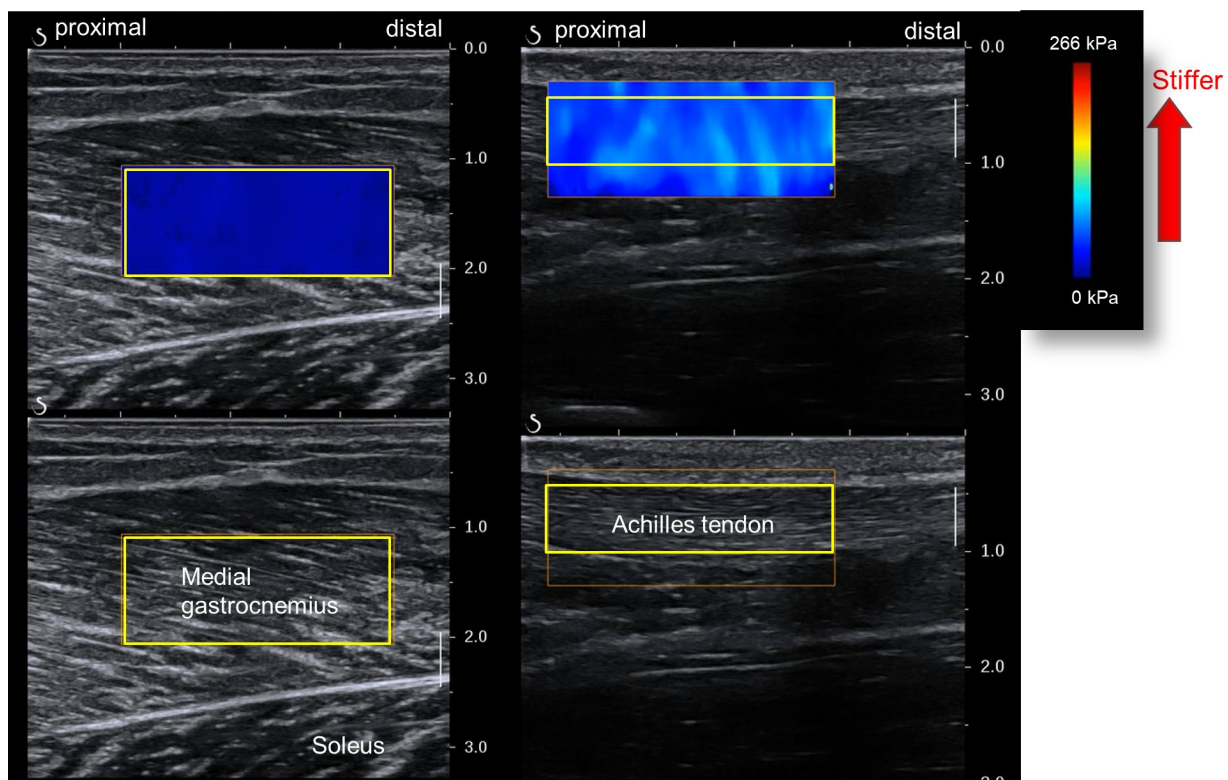 proximal distal
0.0
1.0
2.0
3.0
Medial
gastrocnemius
Soleus
1.0
2.0
3.0
proximal distal
0.0
1.0
2.0
3.0
Achilles tendon
1.0
2.0
266 kPa
0 kPa
Stiffer